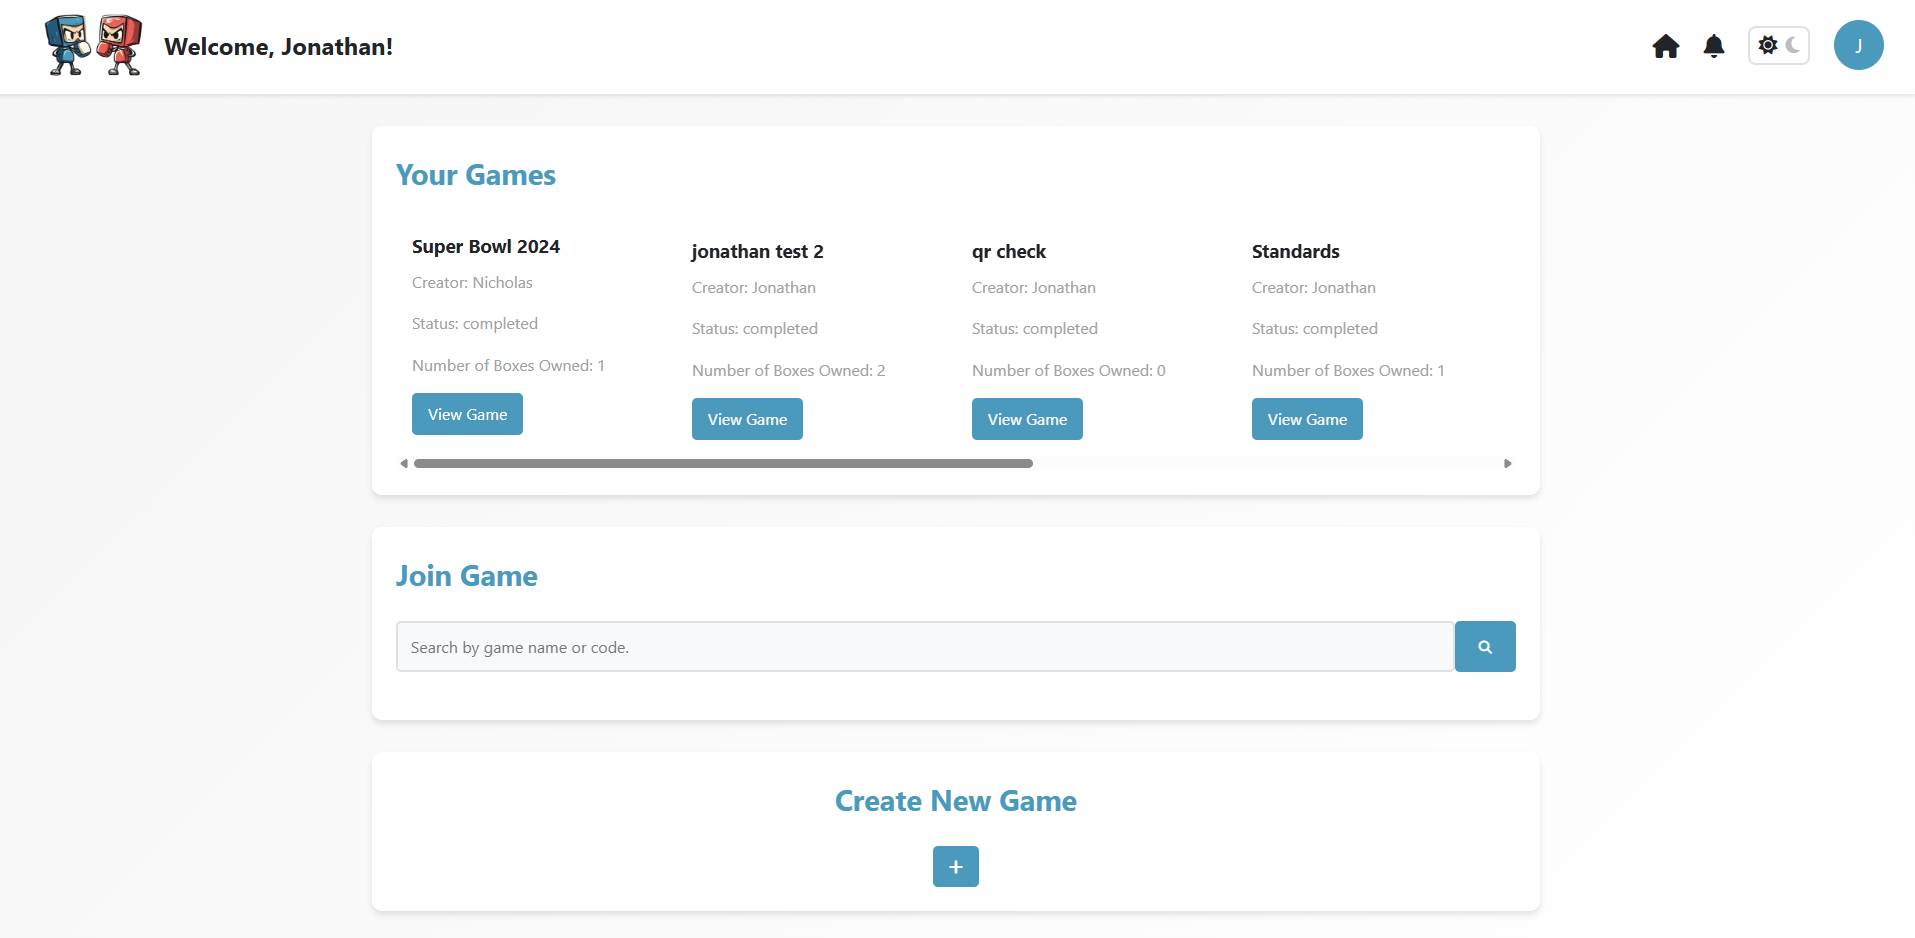 Welcome, Jonathan!
J
Your Games
Super Bowl 2024
Creator: Nicholas
Status: completed
Number of Boxes Owned: 1
View Game
jonathan test 2
Creator: Jonathan
Status: completed
Number of Boxes Owned: 2
View Game
qr check
Creator: Jonathan
Status: completed
Number of Boxes Owned: 0
View Game
Standards
Creator: Jonathan
Status: completed
Number of Boxes Owned: 1
View Game
Join Game
Search by game name or code.
Create New Game
+